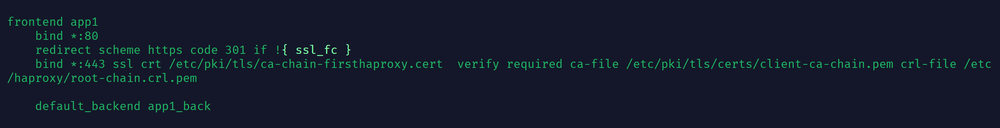 frontend app1
    bind *:80
    redirect scheme https code 301 if !{ ssl_fc }
    bind *:443 ssl crt /etc/pki/tls/ca-chain-firsthaproxy.cert  verify required ca-file /etc/pki/tls/certs/client-ca-chain.pem crl-file /etc
/haproxy/root-chain.crl.pem

    default_backend app1_back